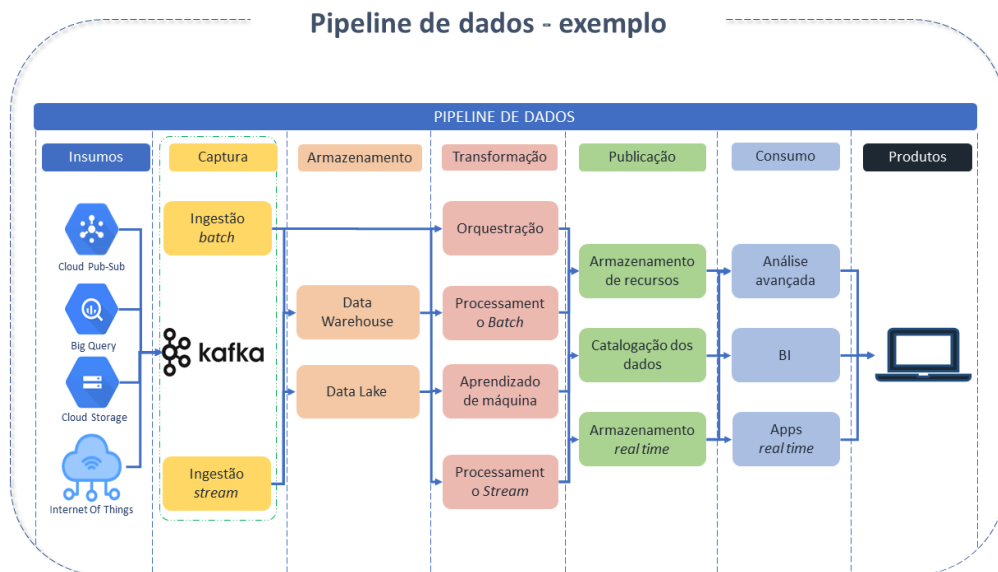 Pipeline de dados - exemplo
PIPELINE DE DADOS
Insumos
Captura
Armazenamento
Transformação
Publicação
Consumo
Produtos
Cloud Pub-Sub
Big Query
Cloud Storage
Internet Of Things
Ingestão
batch
kafka
Ingestão
stream
Data
Warehouse
Data Lake
Orquestração
Processament
o Batch
Aprendizado
de máquina
Processament
o Stream
Armazenamento
de recursos
Catalogação dos
dados
Armazenamento
real time
Análise
avançada
BI
Apps
real time